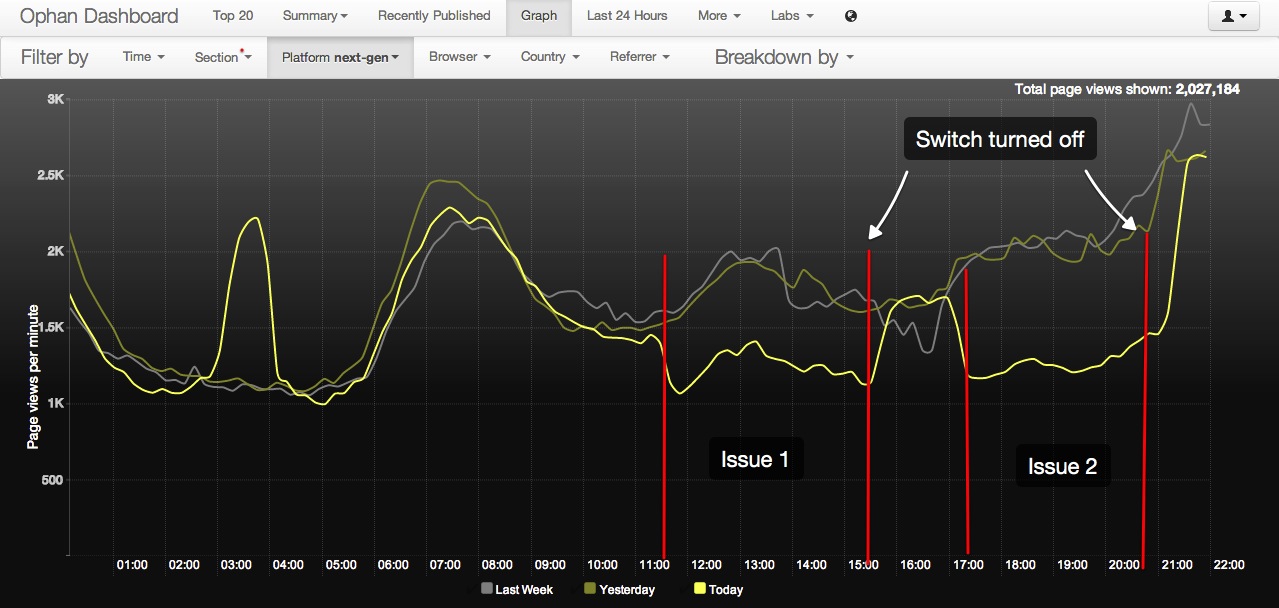 Ophan Dashboard Top 20 Summary Recently Published Graph Last 24 Hours More Labs
Filter by Time Section Platform next-gen Browser Country Referrer Breakdown by
Total page views shown: 2,027,184
3K
Switch turned off
2.5K
2K
1.5K
Page views per minute
1K
Issue 1
Issue 2
500
01:00 02:00 03:00 04:00 05:00 06:00 07:00 08:00 09:00 10:00 11:00 12:00 13:00 14:00 15:00 16:00 17:00 18:00 19:00 20:00 21:00 22:00
Last Week Yesterday Today